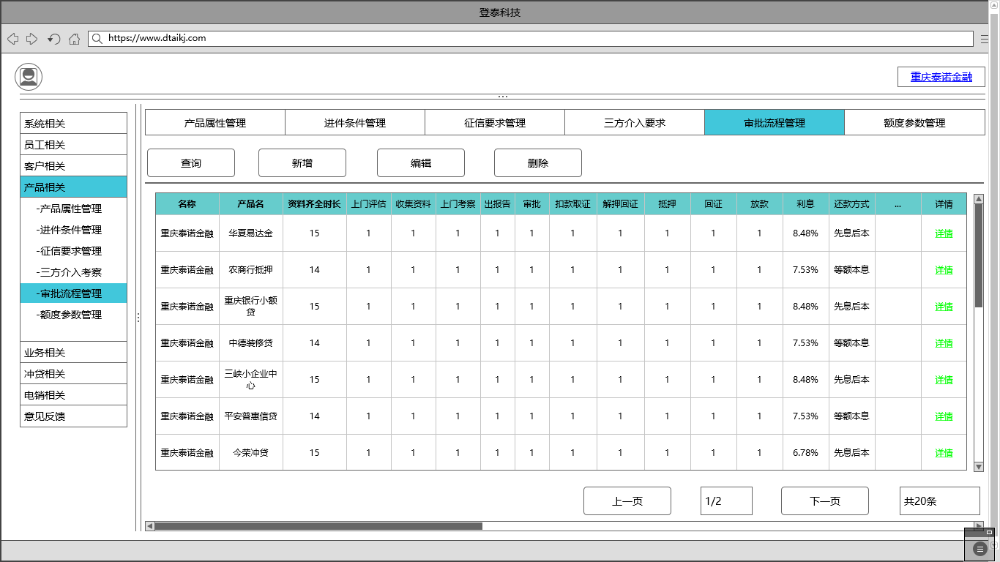 登泰科技
https://www.dtaikj.com
重庆泰诺金融
系统相关
员工相关
客户相关
产品相关
-产品属性管理
-进件条件管理
-征信要求管理
-三方介入考察
-审批流程管理
-额度参数管理
业务相关
冲贷相关
电销相关
意见反馈
产品属性管理 进件条件管理 征信要求管理 三方介入要求 审批流程管理 额度参数管理
查询 新增 编辑 删除
名称 产品名 资料齐全时长 上门评估 收集资料 上门考察 出报告 审批 扣款取证 解押回证 抵押 回证 放款 利息 还款方式 ... 详情
重庆泰诺金融 华夏易达金 15 1 1 1 1 1 1 1 1 1 1 8.48% 先息后本 详情
重庆泰诺金融 农商行抵押 14 1 1 1 1 1 1 1 1 1 1 7.53% 等额本息 详情
重庆泰诺金融 重庆银行小额
贷 15 1 1 1 1 1 1 1 1 1 1 8.48% 先息后本 详情
重庆泰诺金融 中德装修贷 14 1 1 1 1 1 1 1 1 1 1 7.53% 等额本息 详情
重庆泰诺金融 三峡小企业中
心 15 1 1 1 1 1 1 1 1 1 1 8.48% 先息后本 详情
重庆泰诺金融 平安普惠信贷 14 1 1 1 1 1 1 1 1 1 1 7.53% 等额本息 详情
重庆泰诺金融 今荣冲贷 15 1 1 1 1 1 1 1 1 1 1 6.78% 先息后本 详情
上一页 1/2 下一页 共20条